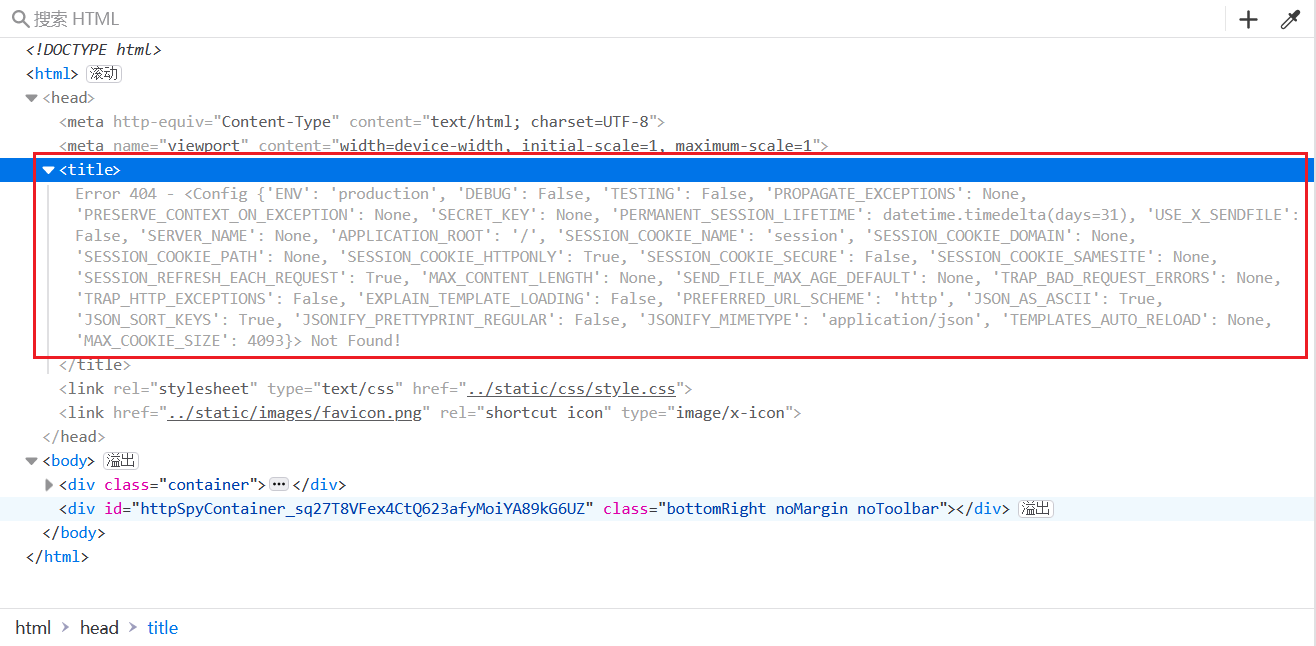 搜索 HTML
<!DOCTYPE html>
<html> 滚动
<head>
<meta http-equiv="Content-Type" content="text/html; charset=UTF-8">
<meta name="viewport" content="width=device-width, initial-scale=1, maximum-scale=1">
<title>
Error 404 - <Config {'ENV': 'production', 'DEBUG': False, 'TESTING': False, 'PROPAGATE_EXCEPTIONS': None,
'PRESERVE_CONTEXT_ON_EXCEPTION': None, 'SECRET_KEY': None, 'PERMANENT_SESSION_LIFETIME': datetime.timedelta(days=31), 'USE_X_SENDFILE':
False, 'SERVER_NAME': None, 'APPLICATION_ROOT': '/', 'SESSION_COOKIE_NAME': 'session', 'SESSION_COOKIE_DOMAIN': None,
'SESSION_COOKIE_PATH': None, 'SESSION_COOKIE_HTTPONLY': True, 'SESSION_COOKIE_SECURE': False, 'SESSION_COOKIE_SAMESITE': None,
'SESSION_REFRESH_EACH_REQUEST': True, 'MAX_CONTENT_LENGTH': None, 'SEND_FILE_MAX_AGE_DEFAULT': None, 'TRAP_BAD_REQUEST_ERRORS': None,
'TRAP_HTTP_EXCEPTIONS': False, 'EXPLAIN_TEMPLATE_LOADING': False, 'PREFERRED_URL_SCHEME': 'http', 'JSON_AS_ASCII': True,
'JSON_SORT_KEYS': True, 'JSONIFY_PRETTYPRINT_REGULAR': False, 'JSONIFY_MIMETYPE': 'application/json', 'TEMPLATES_AUTO_RELOAD': None,
'MAX_COOKIE_SIZE': 4093}> Not Found!
</title>
<link rel="stylesheet" type="text/css" href="../static/css/style.css">
<link href="../static/images/favicon.png" rel="shortcut icon" type="image/x-icon">
</head>
<body> 溢出
<div class="container"> ••• </div>
<div id="httpSpyContainer_sq27T8VFex4CtQ623afyMoiYA89kG6UZ" class="bottomRight noMargin noToolbar"></div> 溢出
</body>
</html>
html > head > title